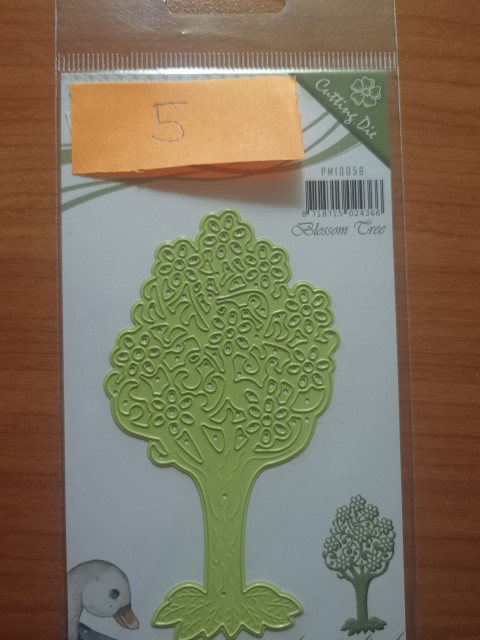 5
Cutting Die
PM10056
8 718715 024366
Blossom Tree